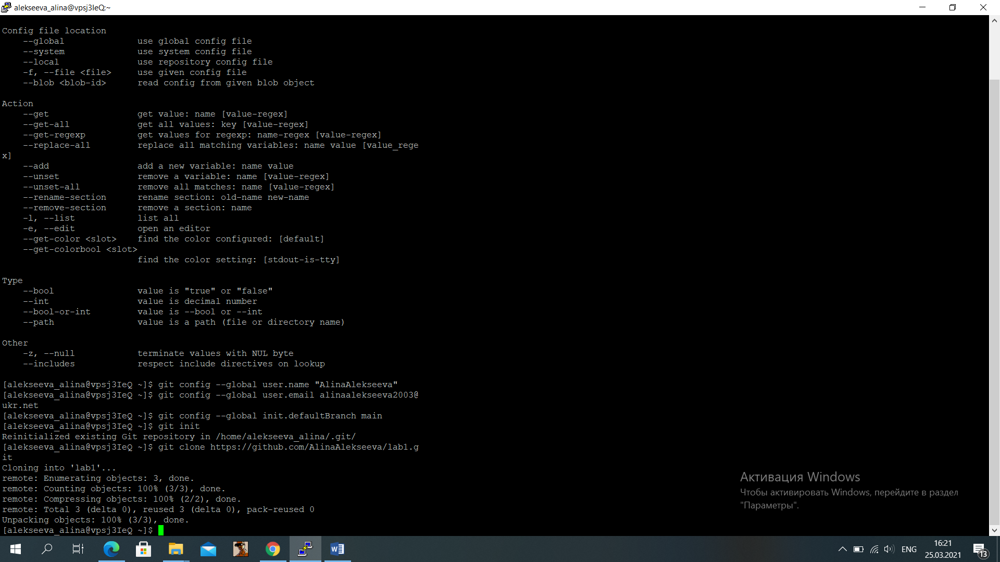 alekseeva_alina@vpsj3IeQ:~
Config file location
--global use global config file
--system use system config file
--local use repository config file
-f, --file <file> use given config file
--blob <blob-id> read config from given blob object
Action
--get get value: name [value-regex]
--get-all get all values: key [value-regex]
--get-regexp get values for regexp: name-regex [value-regex]
--replace-all replace all matching variables: name value [value_rege
x]
--add add a new variable: name value
--unset remove a variable: name [value-regex]
--unset-all remove all matches: name [value-regex]
--rename-section rename section: old-name new-name
--remove-section remove a section: name
-l, --list list all
-e, --edit open an editor
--get-color <slot> find the color configured: [default]
--get-colorbool <slot>
find the color setting: [stdout-is-tty]
Type
--bool value is "true" or "false"
--int value is decimal number
--bool-or-int value is --bool or --int
--path value is a path (file or directory name)
Other
-z, --null terminate values with NUL byte
--includes respect include directives on lookup
[alekseeva_alina@vpsj3IeQ ~]$ git config --global user.name "AlinaAlekseeva"
[alekseeva_alina@vpsj3IeQ ~]$ git config --global user.email alinaalekseeva2003@
ukr.net
[alekseeva_alina@vpsj3IeQ ~]$ git config --global init.defaultBranch main
[alekseeva_alina@vpsj3IeQ ~]$ git init
Reinitialized existing Git repository in /home/alekseeva_alina/.git/
[alekseeva_alina@vpsj3IeQ ~]$ git clone https://github.com/AlinaAlekseeva/lab1.g
it
Cloning into 'lab1'...
remote: Enumerating objects: 3, done.
remote: Counting objects: 100% (3/3), done.
remote: Compressing objects: 100% (2/2), done.
remote: Total 3 (delta 0), reused 3 (delta 0), pack-reused 0
Unpacking objects: 100% (3/3), done.
[alekseeva_alina@vpsj3IeQ ~]$
Активация Windows
Чтобы активировать Windows, перейдите в раздел
"Параметры".
ENG
16:21
25.03.2021
13